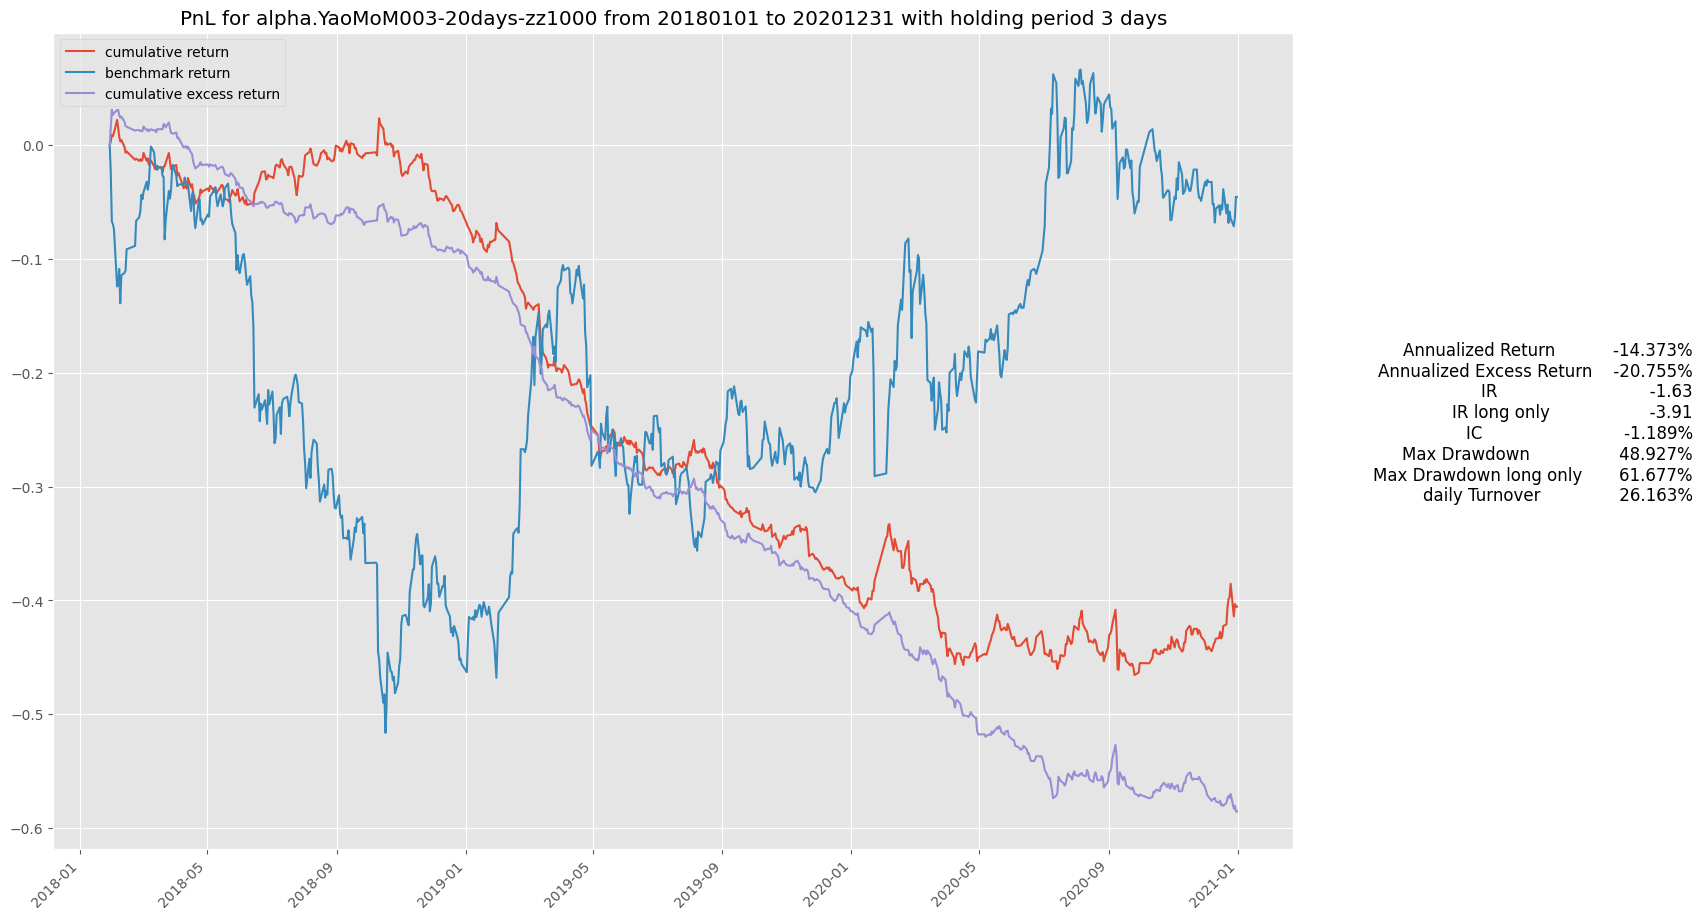 PnL for alpha.YaoMoM003-20days-zz1000 from 20180101 to 20201231 with holding period 3 days
cumulative return
benchmark return
cumulative excess return
0.0
−0.1
−0.2
−0.3
−0.4
−0.5
−0.6
2018-01
2018-05
2018-09
2019-01
2019-05
2019-09
2020-01
2020-05
2020-09
2021-01
Annualized Return -14.373%
Annualized Excess Return -20.755%
IR -1.63
IR long only -3.91
IC -1.189%
Max Drawdown 48.927%
Max Drawdown long only 61.677%
daily Turnover 26.163%